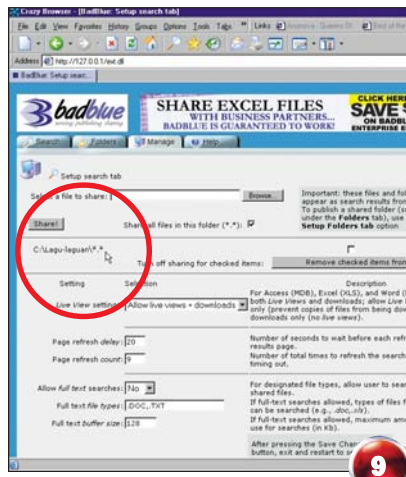 Crazy Browser - [BadBlue: Setup search tab]
File Edit View Favorites History Groups Options Tools Tabs
Links
Address http://127.0.0.1/ext.dll
BadBlue: Setup searc...
badblue
SHARE EXCEL FILES
WITH BUSINESS PARTNERS...
BADBLUE IS GUARANTEED TO WORK!
CLICK HERE
SAVE
ON BADBLU
ENTERPRISE E
Search Folders Manage Help
Setup search tab
Select a file to share: Browse...
Important: these files and fol
appear as search results from
To publish a shared folder (se
under the Folders tab), use
Setup Folders tab option
Share! Share all files in this folder (*.*):
C:\Lagu-laguan\*.*
Turn off sharing for checked items: Remove checked items from
Setting Selection Description
Live View setting: Allow live views + downloads
For Access (MDB), Excel (XLS), and Word (
both Live Views and downloads; allow Live
only (prevent copies of files from being dow
downloads only (no live views).
Page refresh delay: 20
Number of seconds to wait before each refr
results page.
Page refresh count: 9
Number of total times to refresh the search
timing out.
Allow full text searches: No
For designated file types, allow user to sear
shared files.
Full text file types: .DOC,.TXT
If full-text searches allowed, types of files f
can be searched (e.g., .doc,.xls).
Full text buffer size: 128
If full-text searches allowed, maximum amo
use for searches (in Kb).
After pressing the Save Chan
button, exit and restart to s
9